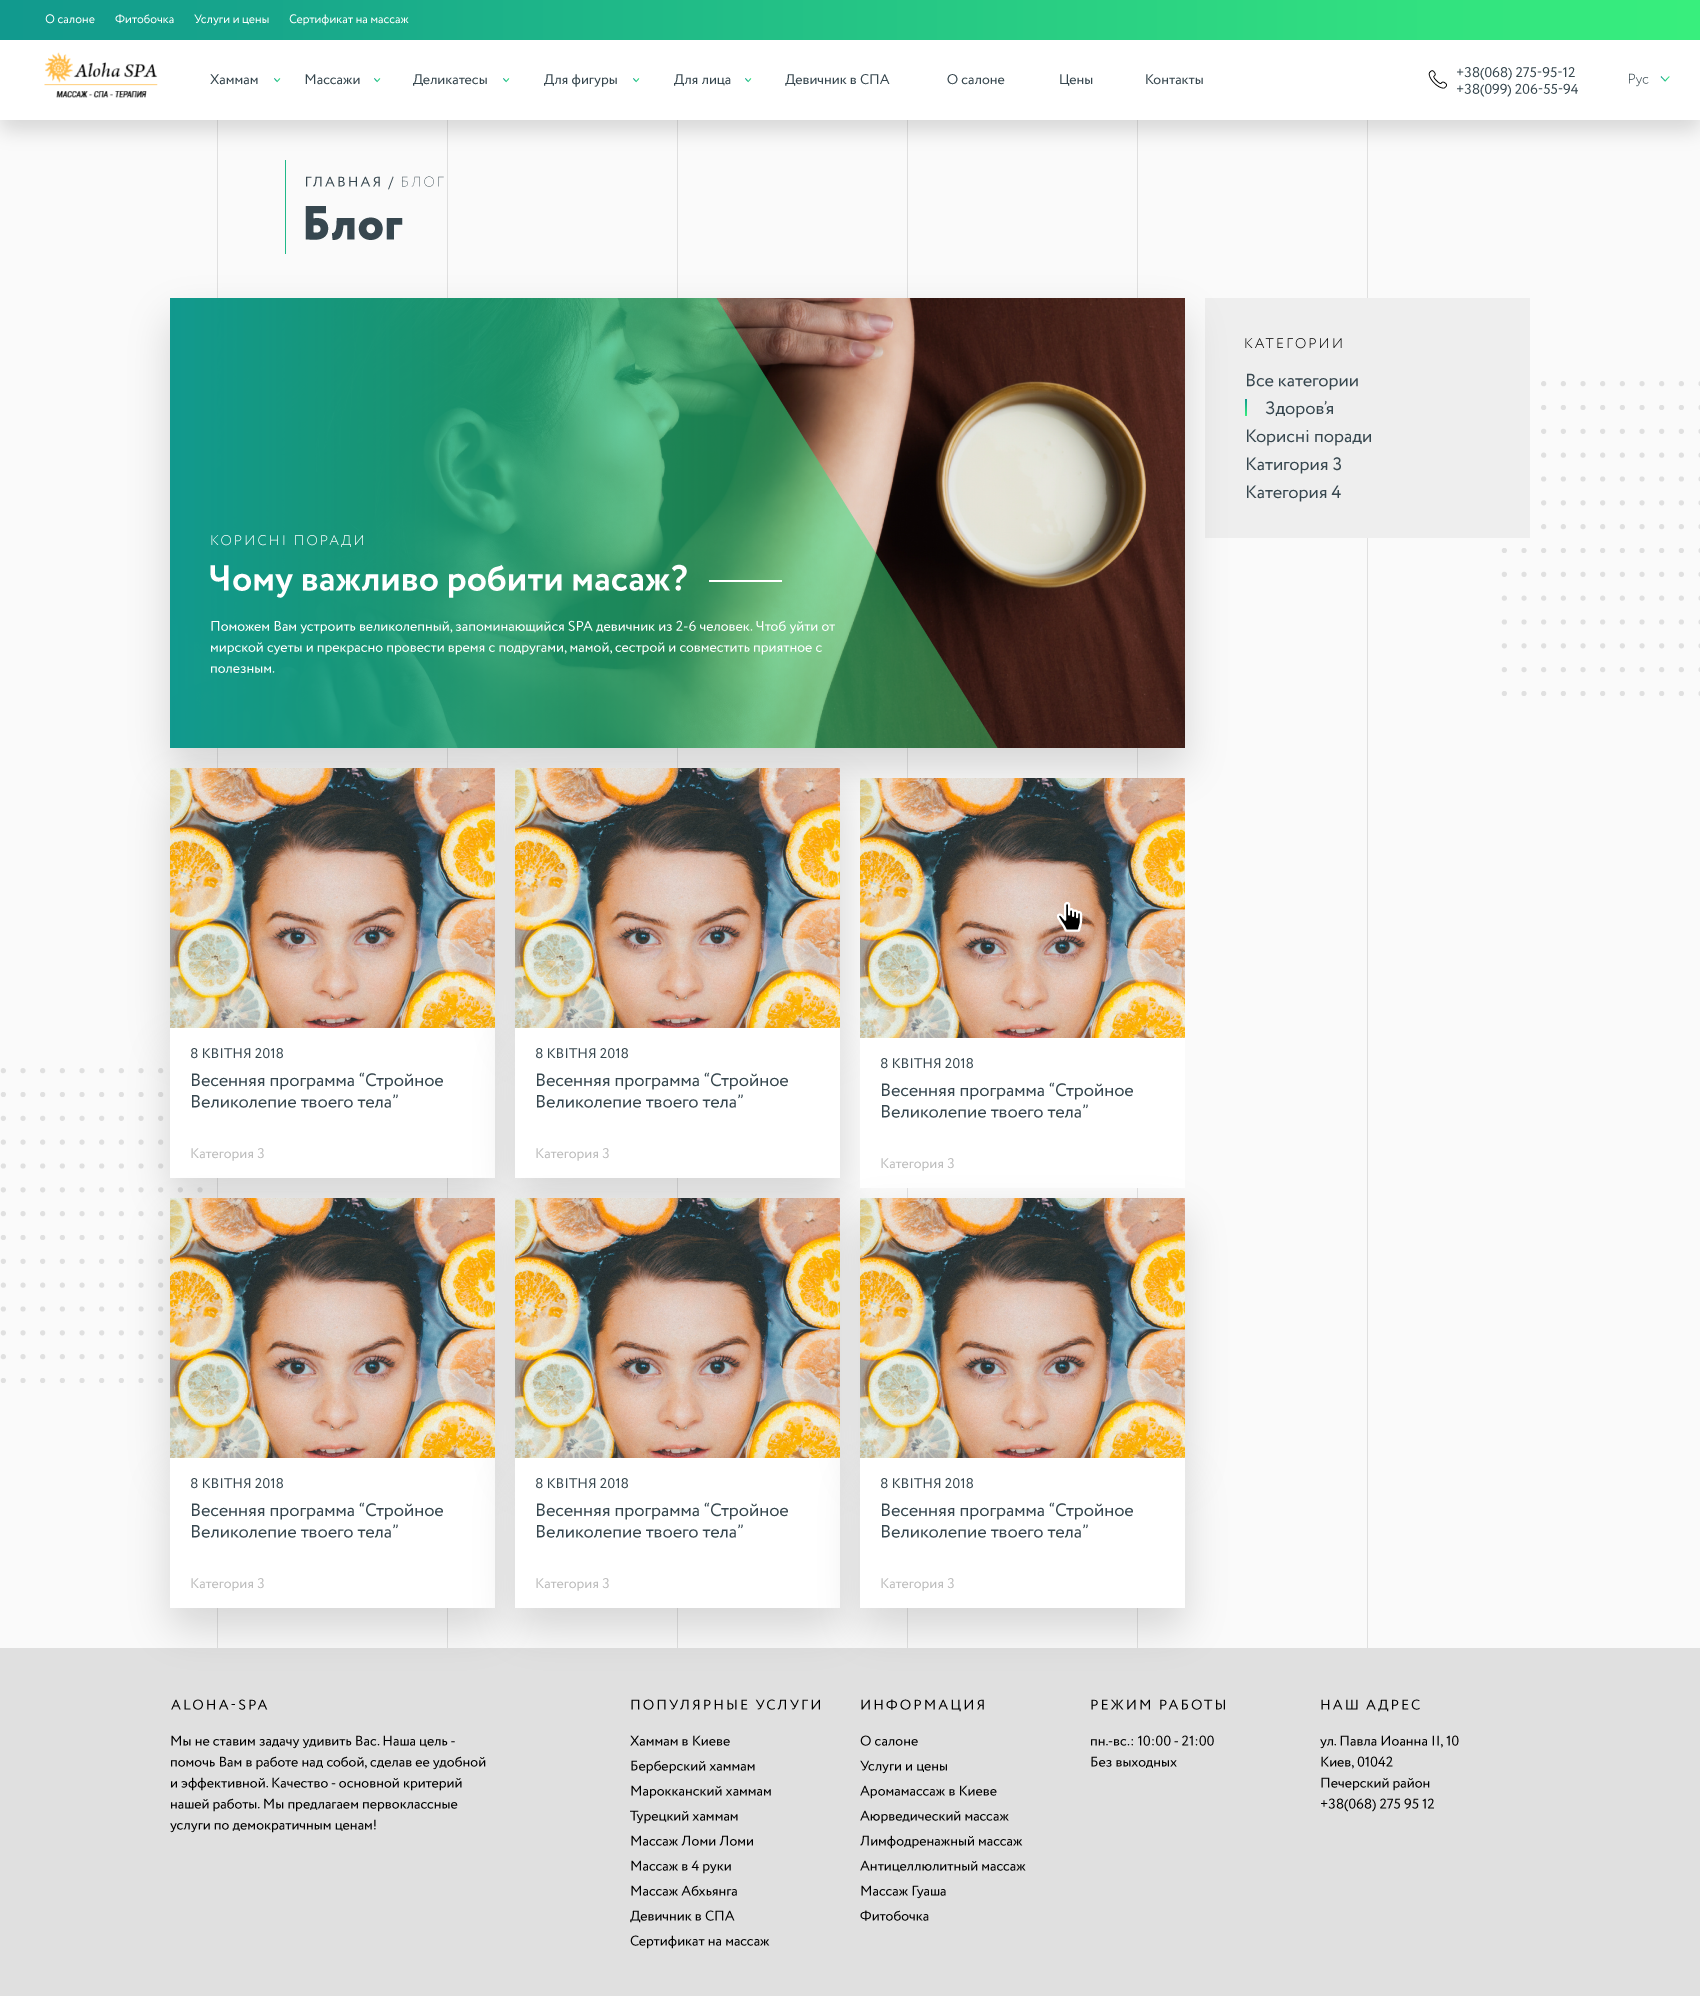 О салоне Фитобочка Услуги и цены Сертификат на массаж
Aloha SPA
МАССАЖ - СПА - ТЕРАПИЯ
Хаммам Массажи Деликатесы Для фигуры Для лица Девичник в СПА О салоне Цены Контакты
+38(068) 275-95-12
+38(099) 206-55-94
Рус
ГЛАВНАЯ / БЛОГ
Блог
КОРИСНІ ПОРАДИ
Чому важливо робити масаж?
Поможем Вам устроить великолепный, запоминающийся SPA девичник из 2-6 человек. Чтоб уйти от
мирской суеты и прекрасно провести время с подругами, мамой, сестрой и совместить приятное с
полезным.
КАТЕГОРИИ
Все категории
Здоров'я
Корисні поради
Катигория 3
Категория 4
8 КВІТНЯ 2018
Весенняя программа “Стройное
Великолепие твоего тела”
Категория 3
8 КВІТНЯ 2018
Весенняя программа “Стройное
Великолепие твоего тела”
Категория 3
8 КВІТНЯ 2018
Весенняя программа “Стройное
Великолепие твоего тела”
Категория 3
8 КВІТНЯ 2018
Весенняя программа “Стройное
Великолепие твоего тела”
Категория 3
8 КВІТНЯ 2018
Весенняя программа “Стройное
Великолепие твоего тела”
Категория 3
8 КВІТНЯ 2018
Весенняя программа “Стройное
Великолепие твоего тела”
Категория 3
ALOHA-SPA
Мы не ставим задачу удивить Вас. Наша цель -
помочь Вам в работе над собой, сделав ее удобной
и эффективной. Качество - основной критерий
нашей работы. Мы предлагаем первоклассные
услуги по демократичным ценам!
ПОПУЛЯРНЫЕ УСЛУГИ
Хаммам в Киеве
Берберский хаммам
Марокканский хаммам
Турецкий хаммам
Массаж Ломи Ломи
Массаж в 4 руки
Массаж Абхьянга
Девичник в СПА
Сертификат на массаж
ИНФОРМАЦИЯ
О салоне
Услуги и цены
Аромамассаж в Киеве
Аюрведический массаж
Лимфодренажный массаж
Антицеллюлитный массаж
Массаж Гуаша
Фитобочка
РЕЖИМ РАБОТЫ
пн.-вс.: 10:00 - 21:00
Без выходных
НАШ АДРЕС
ул. Павла Иоанна II, 10
Киев, 01042
Печерский район
+38(068) 275 95 12